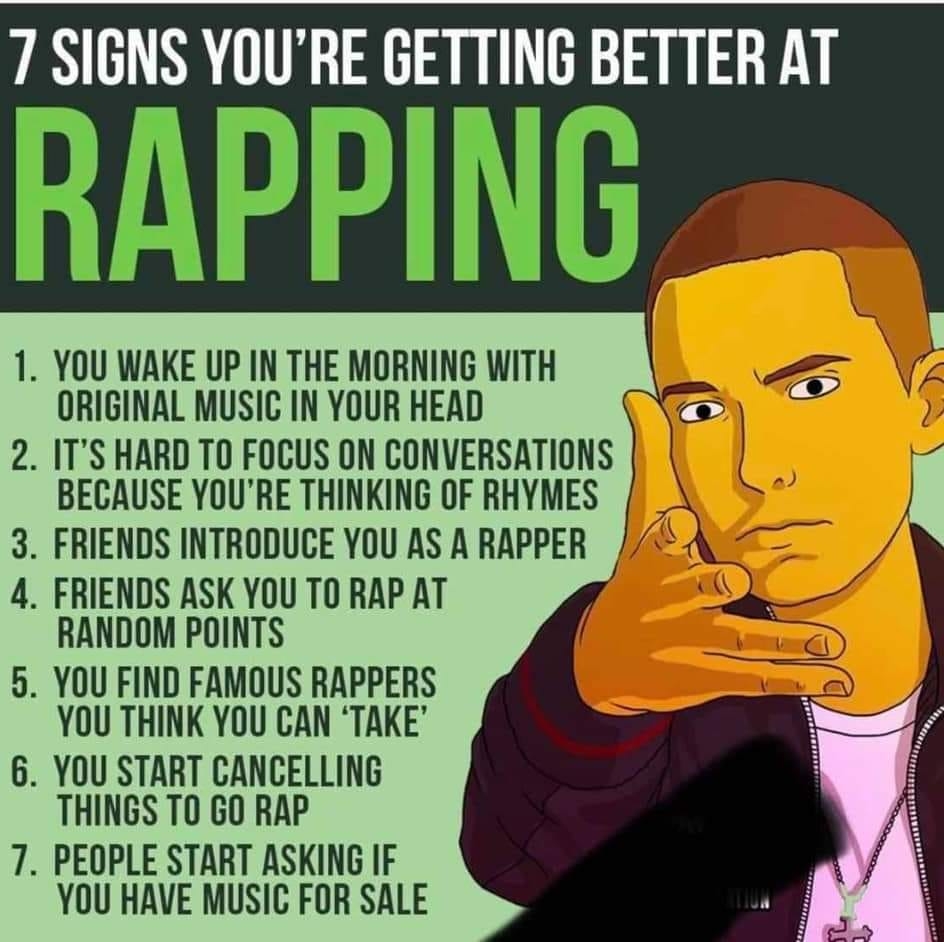 7 SIGNS YOU'RE GETTING BETTER AT
RAPPING
1. YOU WAKE UP IN THE MORNING WITH
ORIGINAL MUSIC IN YOUR HEAD
2. IT'S HARD TO FOCUS ON CONVERSATIONS
BECAUSE YOU'RE THINKING OF RHYMES
3. FRIENDS INTRODUCE YOU AS A RAPPER
4. FRIENDS ASK YOU TO RAP AT
RANDOM POINTS
5. YOU FIND FAMOUS RAPPERS
YOU THINK YOU CAN ‘TAKE’
6. YOU START CANCELLING
THINGS TO GO RAP
7. PEOPLE START ASKING IF
YOU HAVE MUSIC FOR SALE